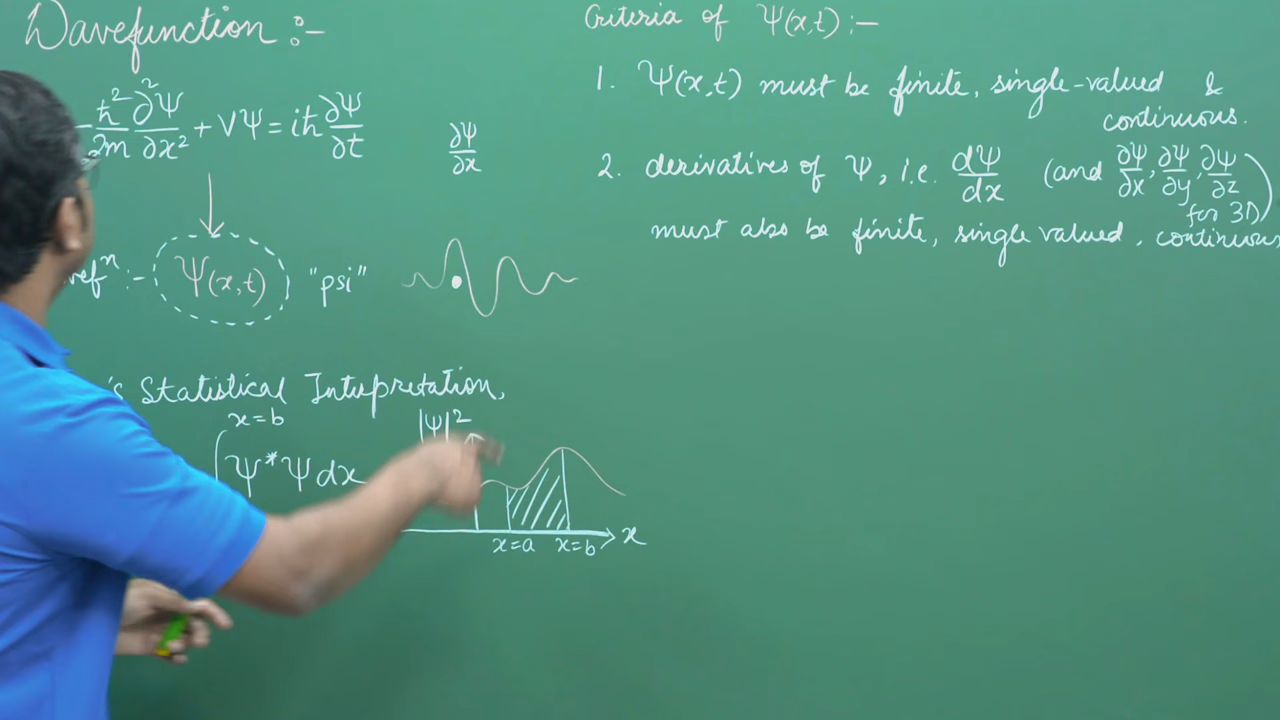 Wavefunction :-
-ħ²/2m ∂²Ψ/∂x² + VΨ = iħ ∂Ψ/∂t
∂Ψ/∂x
Ψ(x,t) "psi"
's Statistical Interpretation,
x=b
∫ Ψ*Ψ dx
|Ψ|²
x=a x=b x
Criteria of Ψ(x,t) :-
1. Ψ(x,t) must be finite, single-valued &
continuous.
2. derivatives of Ψ, i.e. dΨ/dx (and ∂Ψ/∂x, ∂Ψ/∂y, ∂Ψ/∂z
for 3D)
must also be finite, single valued, continuous